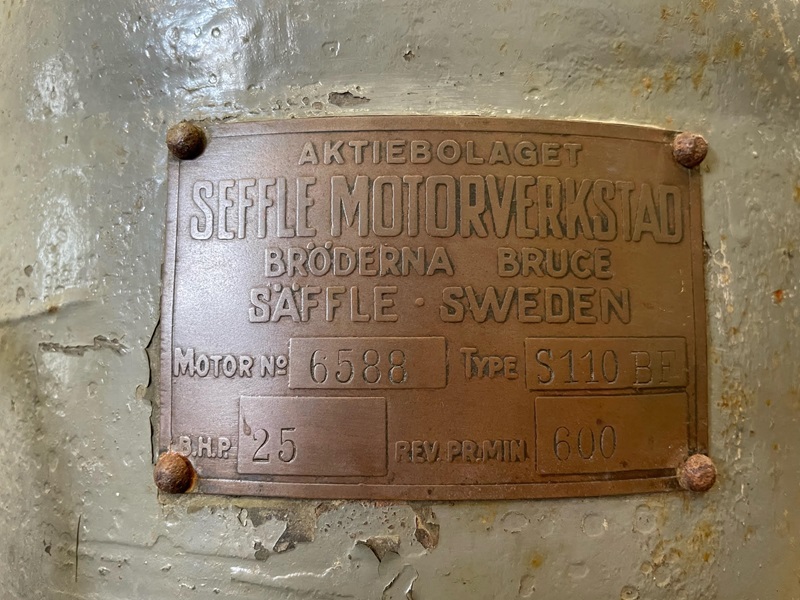 AKTIEBOLAGET
SEFFLE MOTORVERKSTAD
BRÖDERNA BRUCE
SÄFFLE · SWEDEN
MOTOR No 6588 TYPE S110 BF
B.H.P. 25 REV. PR. MIN. 600